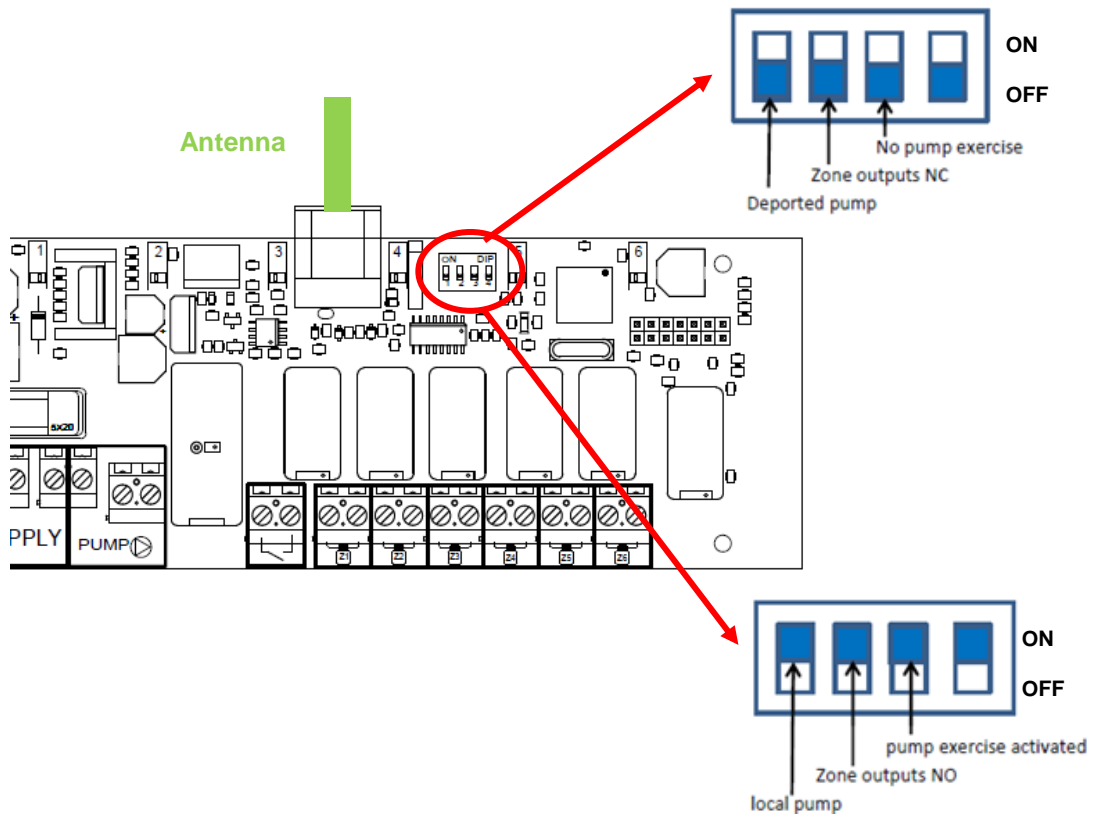 ON
OFF
No pump exercise
Zone outputs NC
Deported pump
Antenna
1
2
3
4
5
6
ON DIP
1 2 3 4
5X20
PPLY
PUMP
Z1
Z2
Z3
Z4
Z5
Z6
ON
OFF
pump exercise activated
Zone outputs NO
local pump